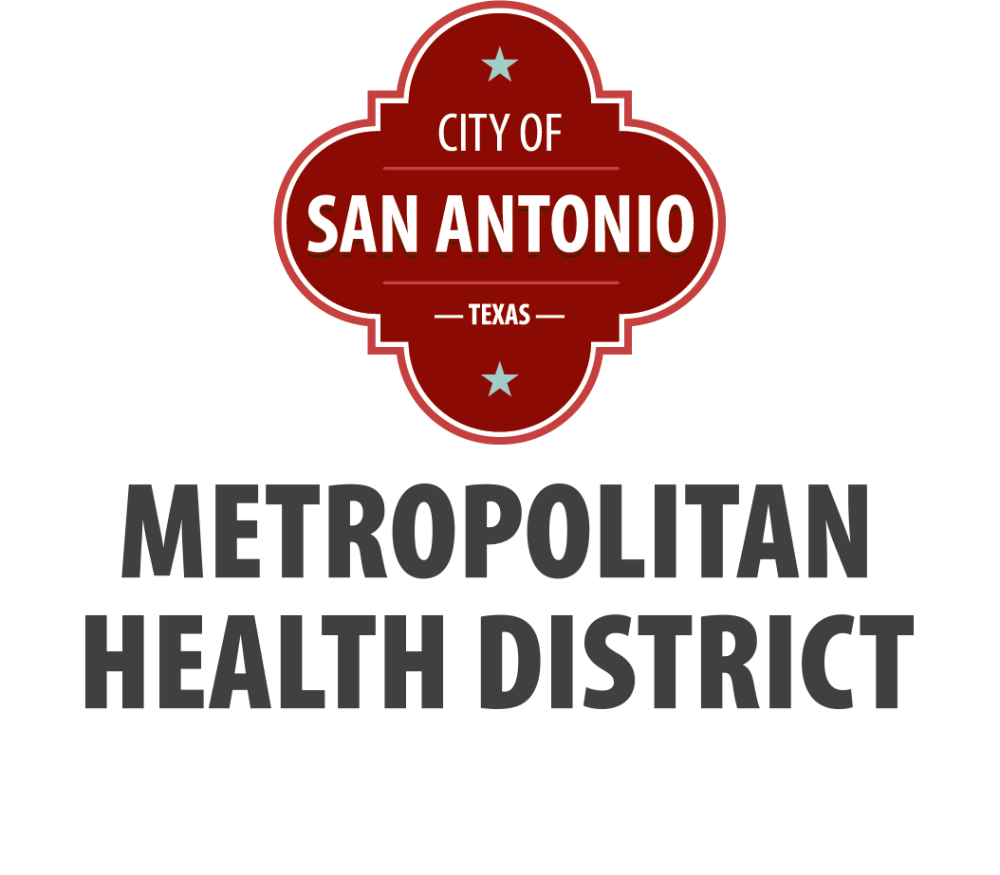 CITY OF
SAN ANTONIO
— TEXAS —
METROPOLITAN
HEALTH DISTRICT